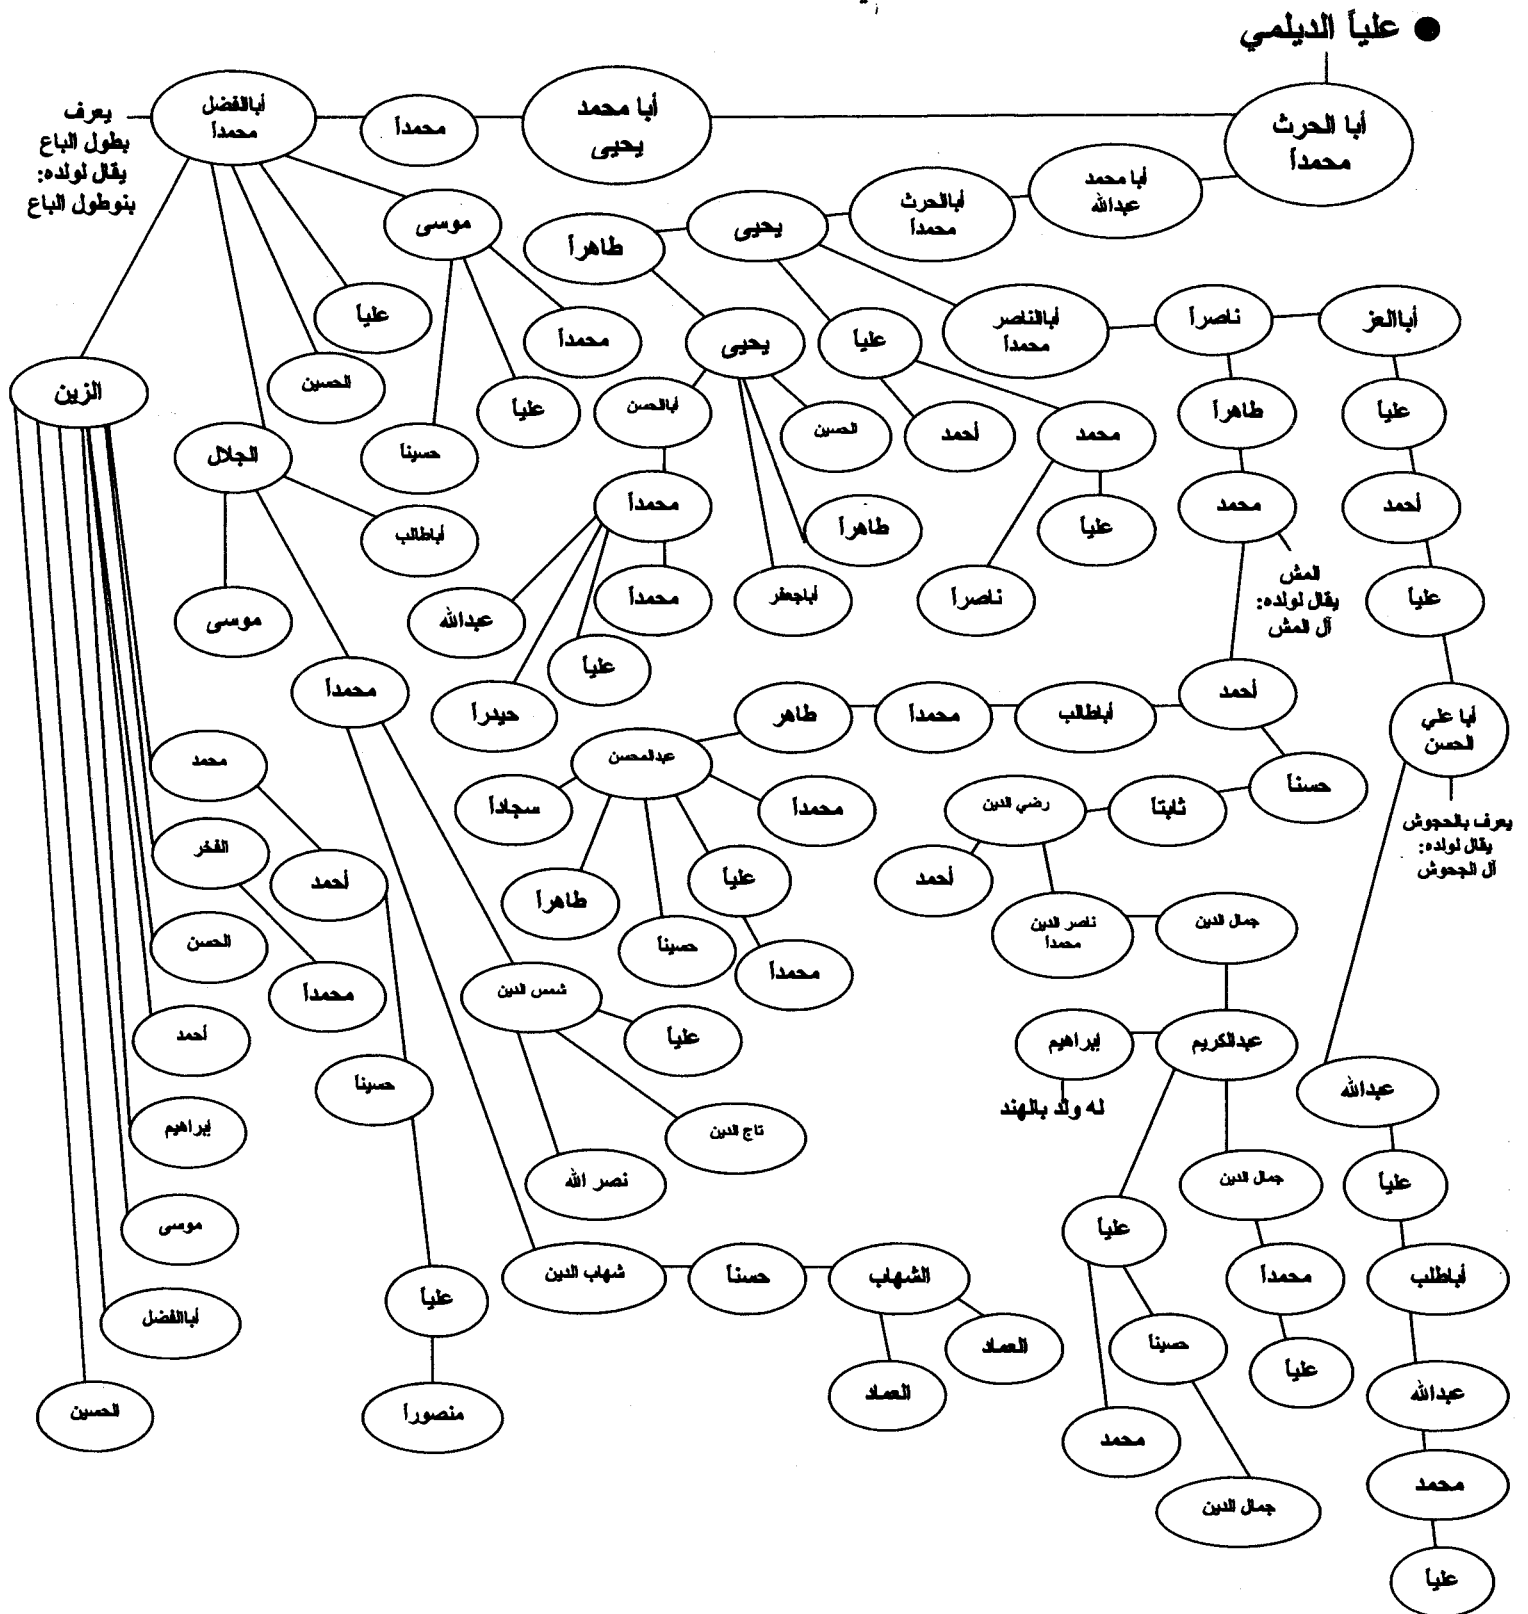 ● علياً الديلمي
أبا الحرث
محمداً
أبا محمد
يحيى
محمداً
أباالفضل
محمداً
يعرف
بطول الباع
يقال لولده:
بنوطول الباع
أبا محمد
عبدالله
أباالحرث
محمداً
يحيى
طاهراً
موسى
علياً
الحسين
محمداً
علياً
حسيناً
أباالعز
ناصراً
أباالناصر
محمداً
علياً
يحيى
الزين
علياً
طاهراً
محمد
أحمد
الحسين
أباالحسن
الجلال
أحمد
محمد
علياً
طاهراً
محمداً
أباطالب
المش
يقال لولده:
آل المش
علياً
ناصراً
أباجعفر
محمداً
عبدالله
موسى
علياً
حيدراً
محمداً
أبا علي
الحسن
أحمد
أباطالب
محمداً
طاهر
عبدالمحسن
محمد
يعرف بالحجوش
يقال لولده:
آل الجحوش
حسناً
ثابتاً
رضي الدين
محمداً
سجاداً
الفخر
أحمد
أحمد
علياً
طاهراً
حسيناً
محمداً
جمال الدين
ناصر الدين
محمداً
الحسن
محمداً
شمس الدين
علياً
أحمد
عبدالكريم
إبراهيم
له ولد بالهند
عبدالله
حسيناً
إبراهيم
تاج الدين
نصر الله
جمال الدين
علياً
موسى
علياً
أباطلب
محمداً
الشهاب
حسناً
شهاب الدين
علياً
أباالفضل
حسيناً
العماد
علياً
العماد
عبدالله
الحسين
منصوراً
محمد
محمد
جمال الدين
علياً